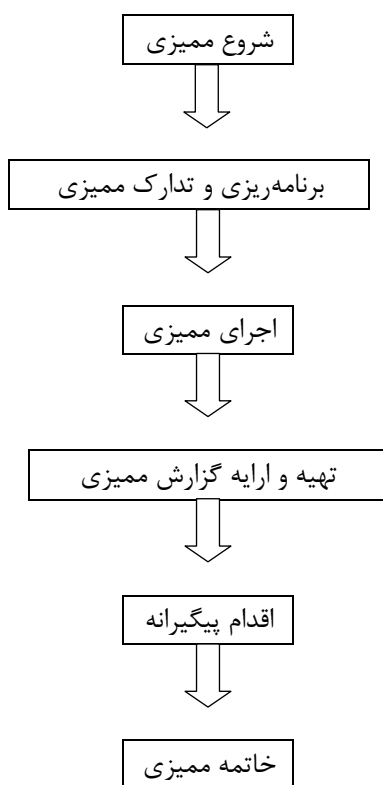 شروع ممیزی
برنامه‌ریزی و تدارک ممیزی
اجرای ممیزی
تهیه و ارایه گزارش ممیزی
اقدام پیگیرانه
خاتمه ممیزی